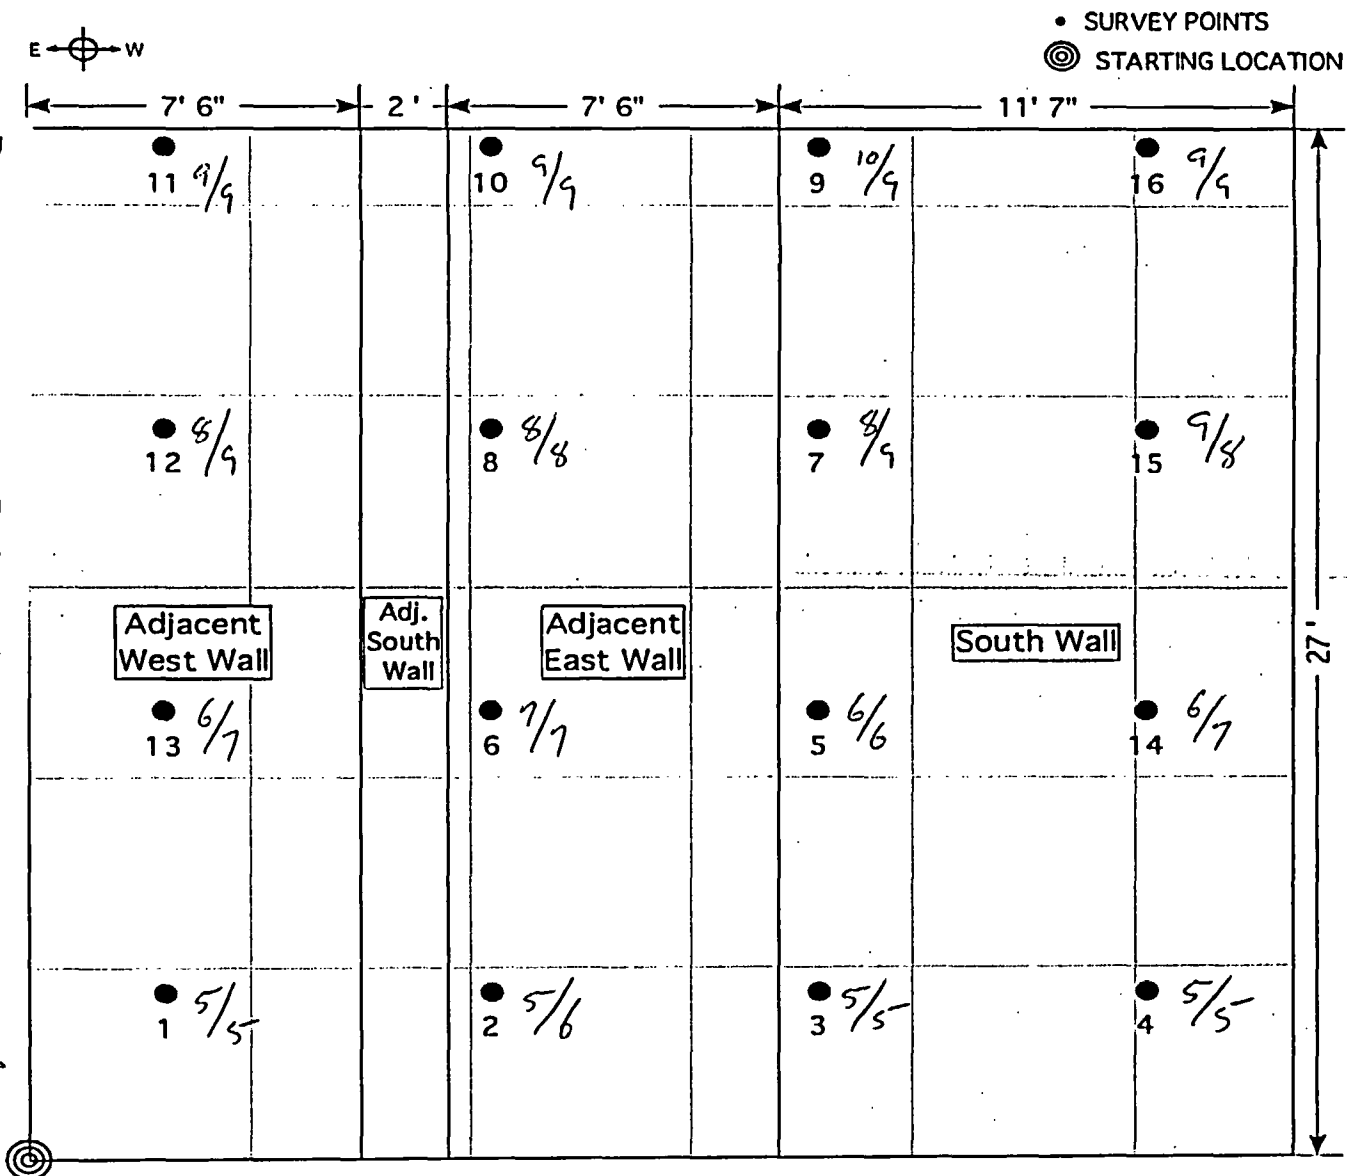 SURVEY POINTS
E W
STARTING LOCATION
7' 6" 2' 7' 6" 11' 7"
11 9/9 10 9/9 9 10/9 16 9/9
12 8/9 8 8/8 7 8/9 15 9/8
Adjacent West Wall
Adj. South Wall
Adjacent East Wall
South Wall
27'
13 6/7 6 7/7 5 6/6 14 6/7
1 5/5 2 5/6 3 5/5 4 5/5